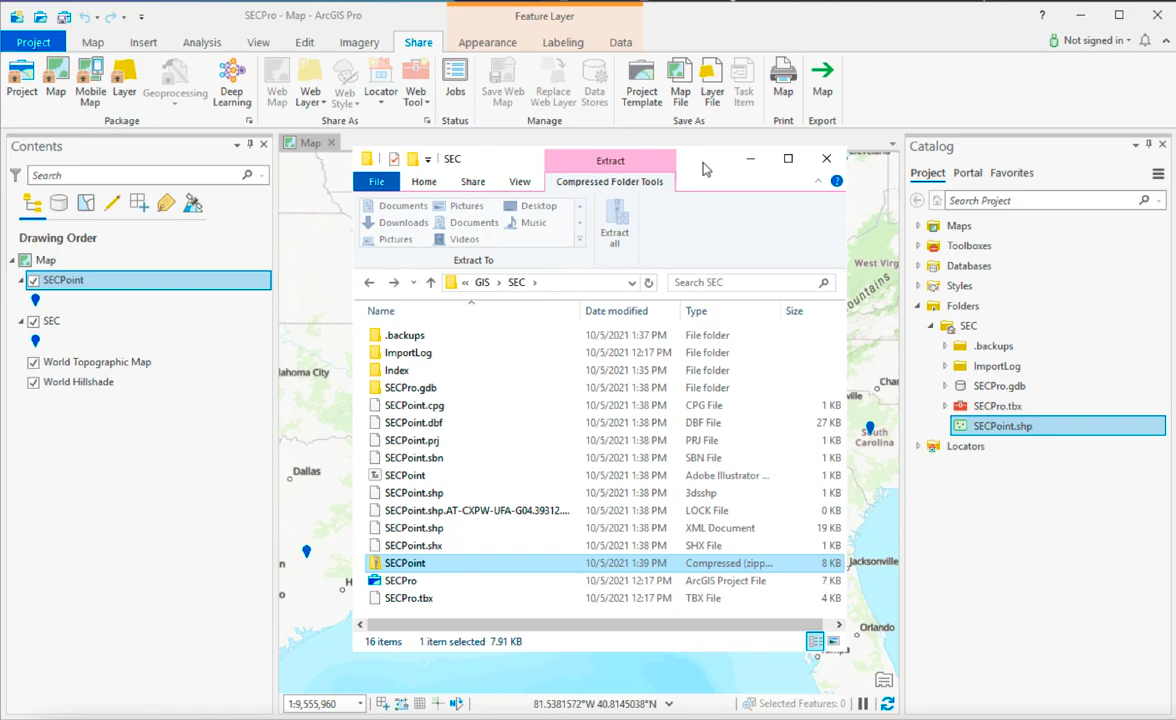 SECPro - Map - ArcGIS Pro
Feature Layer
?
Project Map Insert Analysis View Edit Imagery Share Appearance Labeling Data
Not signed in
Project Map Mobile Map Layer Geoprocessing Deep Learning
Package
Web Map Web Layer Web Style Locator Web Tool
Share As
Jobs
Status
Save Web Map Replace Web Layer Data Stores
Manage
Project Template Map File Layer File Task Item
Save As
Map
Print
Map
Export
Contents
Search
Drawing Order
Map
SECPoint
SEC
World Topographic Map
World Hillshade
Map
SEC
Extract
File Home Share View Compressed Folder Tools
Documents Pictures Desktop
Downloads Documents Music
Pictures Videos
Extract To
Extract all
« GIS > SEC >
Search SEC
Name Date modified Type Size
.backups 10/5/2021 1:37 PM File folder
ImportLog 10/5/2021 12:17 PM File folder
Index 10/5/2021 1:35 PM File folder
SECPro.gdb 10/5/2021 1:38 PM File folder
SECPoint.cpg 10/5/2021 1:38 PM CPG File 1 KB
SECPoint.dbf 10/5/2021 1:38 PM DBF File 27 KB
SECPoint.prj 10/5/2021 1:38 PM PRJ File 1 KB
SECPoint.sbn 10/5/2021 1:38 PM SBN File 1 KB
SECPoint 10/5/2021 1:38 PM Adobe Illustrator ... 1 KB
SECPoint.shp 10/5/2021 1:38 PM 3dsshp 1 KB
SECPoint.shp.AT-CXPW-UFA-G04.39312.... 10/5/2021 1:38 PM LOCK File 0 KB
SECPoint.shp 10/5/2021 1:38 PM XML Document 19 KB
SECPoint.shx 10/5/2021 1:38 PM SHX File 1 KB
SECPoint 10/5/2021 1:39 PM Compressed (zipp... 8 KB
SECPro 10/5/2021 12:17 PM ArcGIS Project File 7 KB
SECPro.tbx 10/5/2021 12:17 PM TBX File 4 KB
16 items 1 item selected 7.91 KB
West Virg
ountains
Char
ville
South Carolina
Jacksonville
Orlando
ahoma City
Dallas
H
1:9,555,960
81.5381572°W 40.8145038°N
Selected Features: 0
Catalog
Project Portal Favorites
Search Project
Maps
Toolboxes
Databases
Styles
Folders
SEC
.backups
ImportLog
SECPro.gdb
SECPro.tbx
SECPoint.shp
Locators